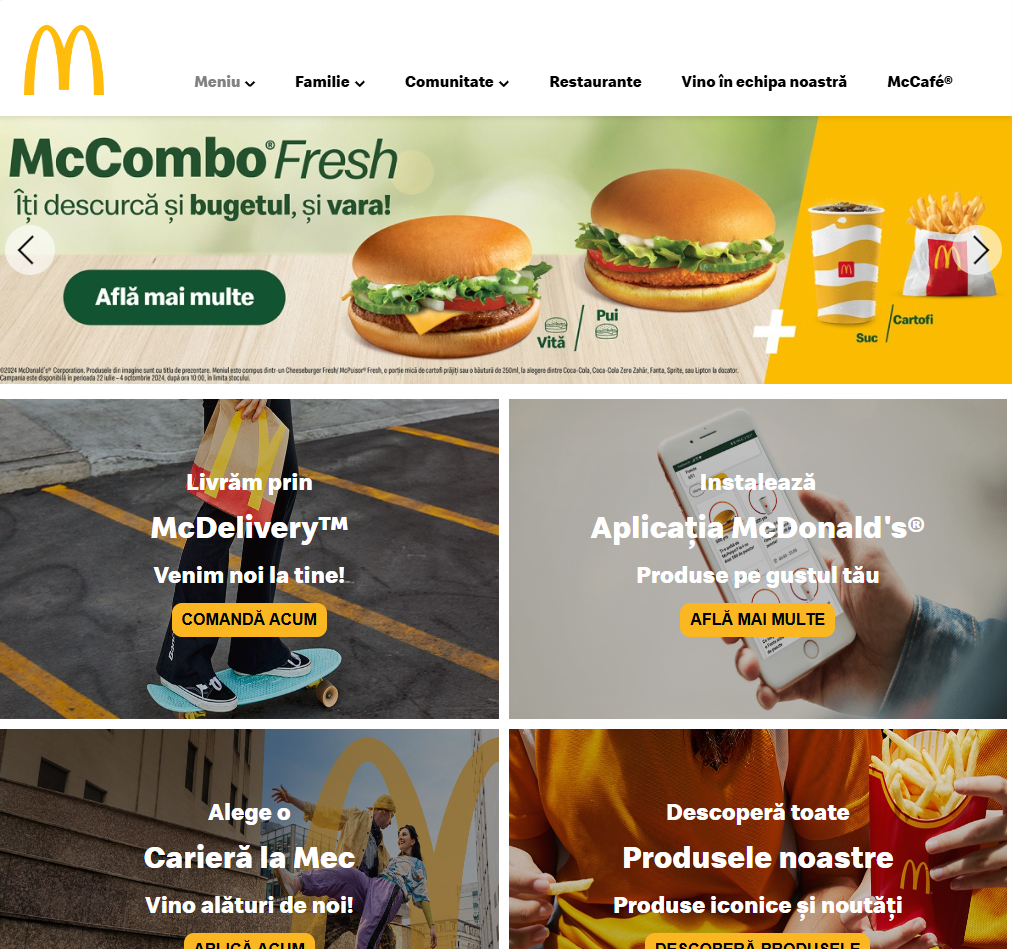 Meniu Familie Comunitate Restaurante Vino în echipa noastră McCafé®
McCombo® Fresh
Îți descurcă și bugetul, și vara!
Află mai multe
Vită
Pui
Suc
Cartofi
©2024 McDonald's® Corporation. Produsele din imagine sunt cu titlu de prezentare. Meniul este compus dintr-un Cheeseburger Fresh/ McPuisor® Fresh, o porție mică de cartofi prăjiți sau o băutură de 250ml, la alegere dintre Coca-Cola, Coca-Cola Zero Zahăr, Fanta, Sprite, sau Lipton la dozator.
Campania este disponibilă în perioada 22 iulie – 4 octombrie 2024, după ora 10:00, în limita stocului.
Livrăm prin
McDelivery™
Venim noi la tine!
COMANDĂ ACUM
Instalează
Aplicația McDonald's®
Produse pe gustul tău
AFLĂ MAI MULTE
Alege o
Carieră la Mec
Vino alături de noi!
APLICĂ ACUM
Descoperă toate
Produsele noastre
Produse iconice și noutăți
DESCOPERĂ PRODUSELE